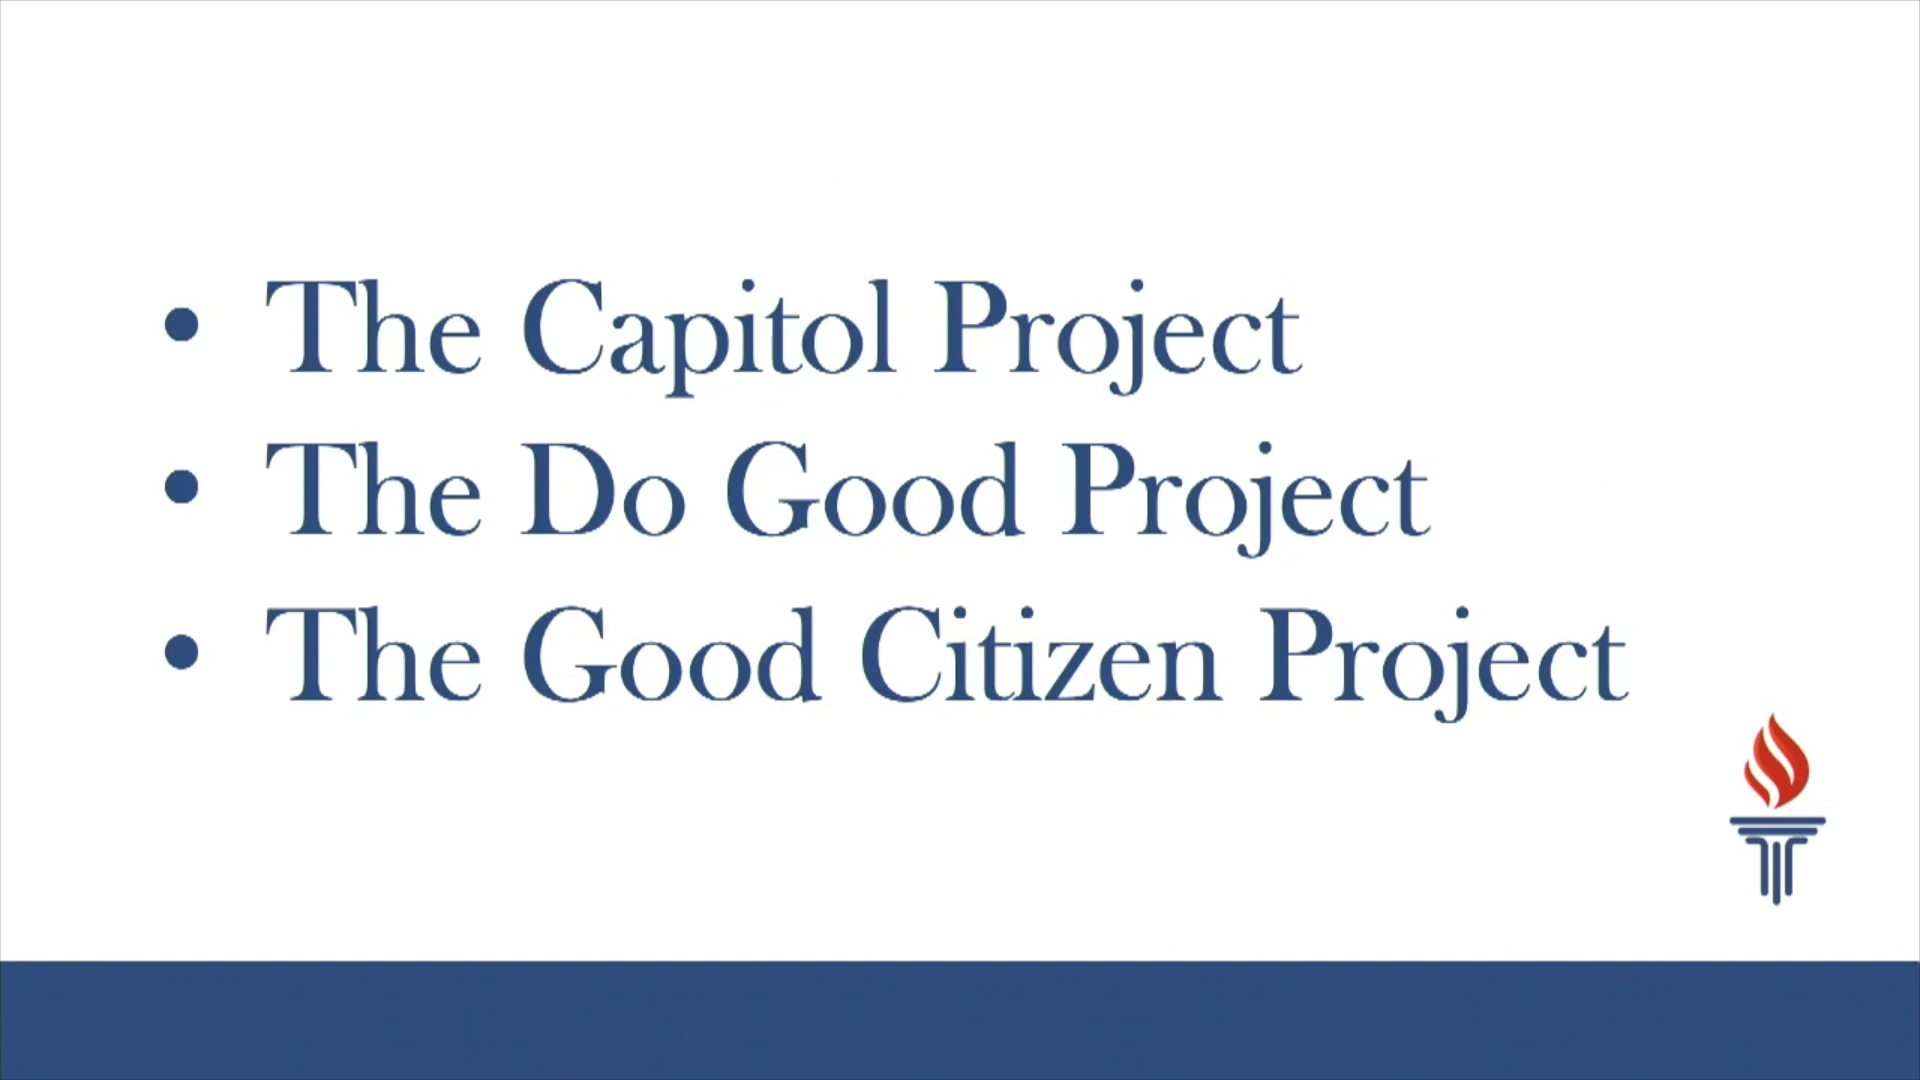 • The Capitol Project
• The Do Good Project
• The Good Citizen Project